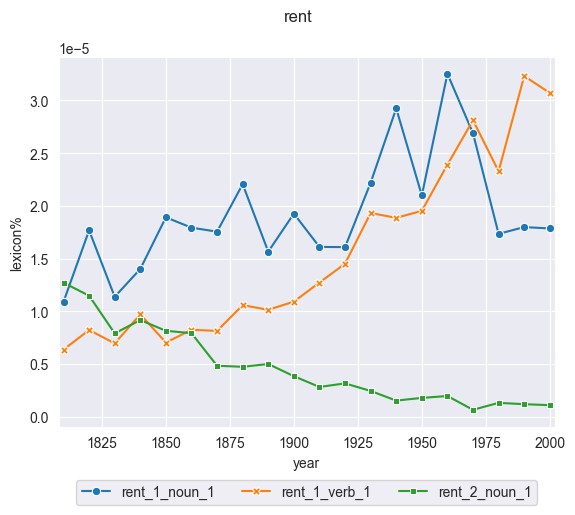 rent
1e−5
3.0
2.5
2.0
1.5
1.0
0.5
0.0
lexicon%
1825 1850 1875 1900 1925 1950 1975 2000
year
rent_1_noun_1 rent_1_verb_1 rent_2_noun_1